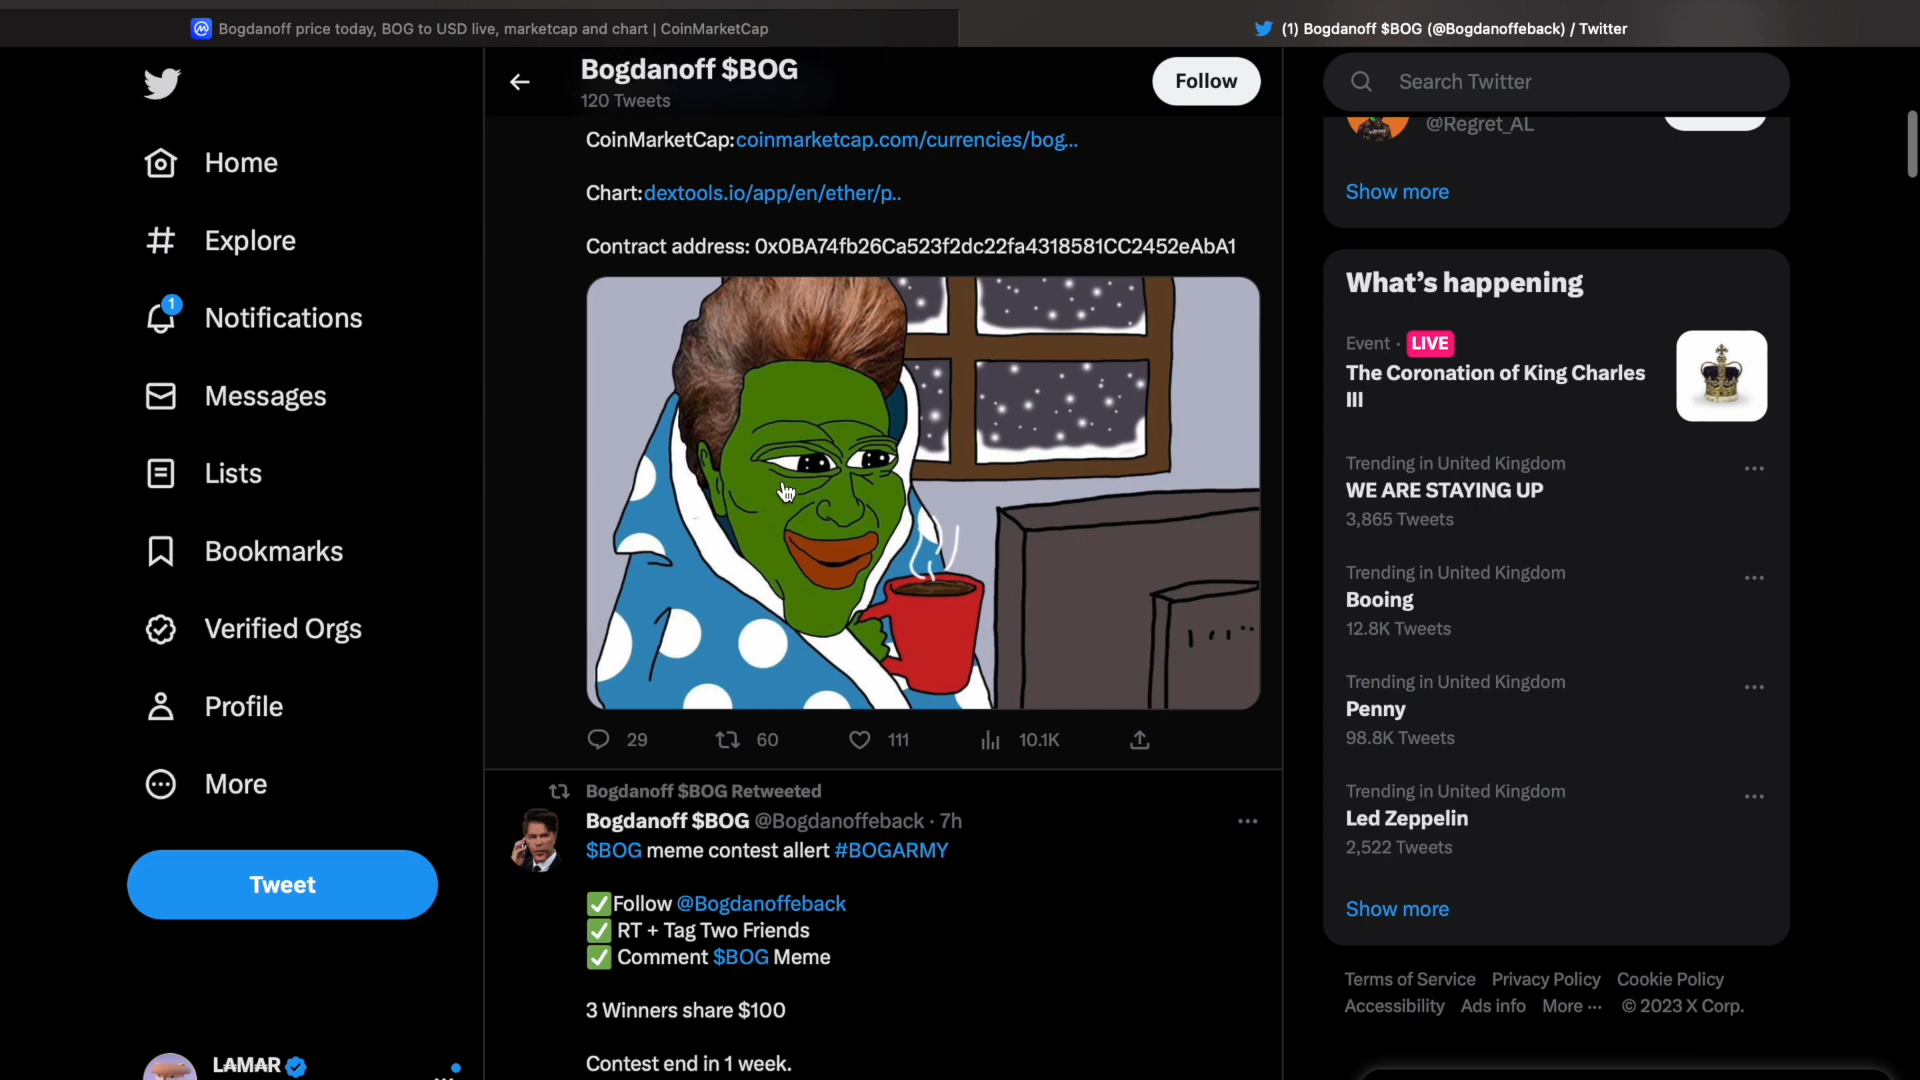 Bogdanoff price today, BOG to USD live, marketcap and chart | CoinMarketCap
(1) Bogdanoff $BOG (@Bogdanoffeback) / Twitter
Home
Explore
1
Notifications
Messages
Lists
Bookmarks
Verified Orgs
Profile
More
Tweet
LAMAR
Bogdanoff $BOG
120 Tweets
Follow
CoinMarketCap:coinmarketcap.com/currencies/bog...
Chart:dextools.io/app/en/ether/p..
Contract address: 0x0BA74fb26Ca523f2dc22fa4318581CC2452eAbA1
29 60 111 10.1K
Bogdanoff $BOG Retweeted
Bogdanoff $BOG @Bogdanoffeback · 7h
$BOG meme contest allert #BOGARMY
✅Follow @Bogdanoffeback
✅ RT + Tag Two Friends
✅ Comment $BOG Meme
3 Winners share $100
Contest end in 1 week.
Search Twitter
@Regret_AL
Show more
What's happening
Event · LIVE
The Coronation of King Charles
III
Trending in United Kingdom
WE ARE STAYING UP
3,865 Tweets
Trending in United Kingdom
Booing
12.8K Tweets
Trending in United Kingdom
Penny
98.8K Tweets
Trending in United Kingdom
Led Zeppelin
2,522 Tweets
Show more
Terms of Service Privacy Policy Cookie Policy
Accessibility Ads info More ··· © 2023 X Corp.